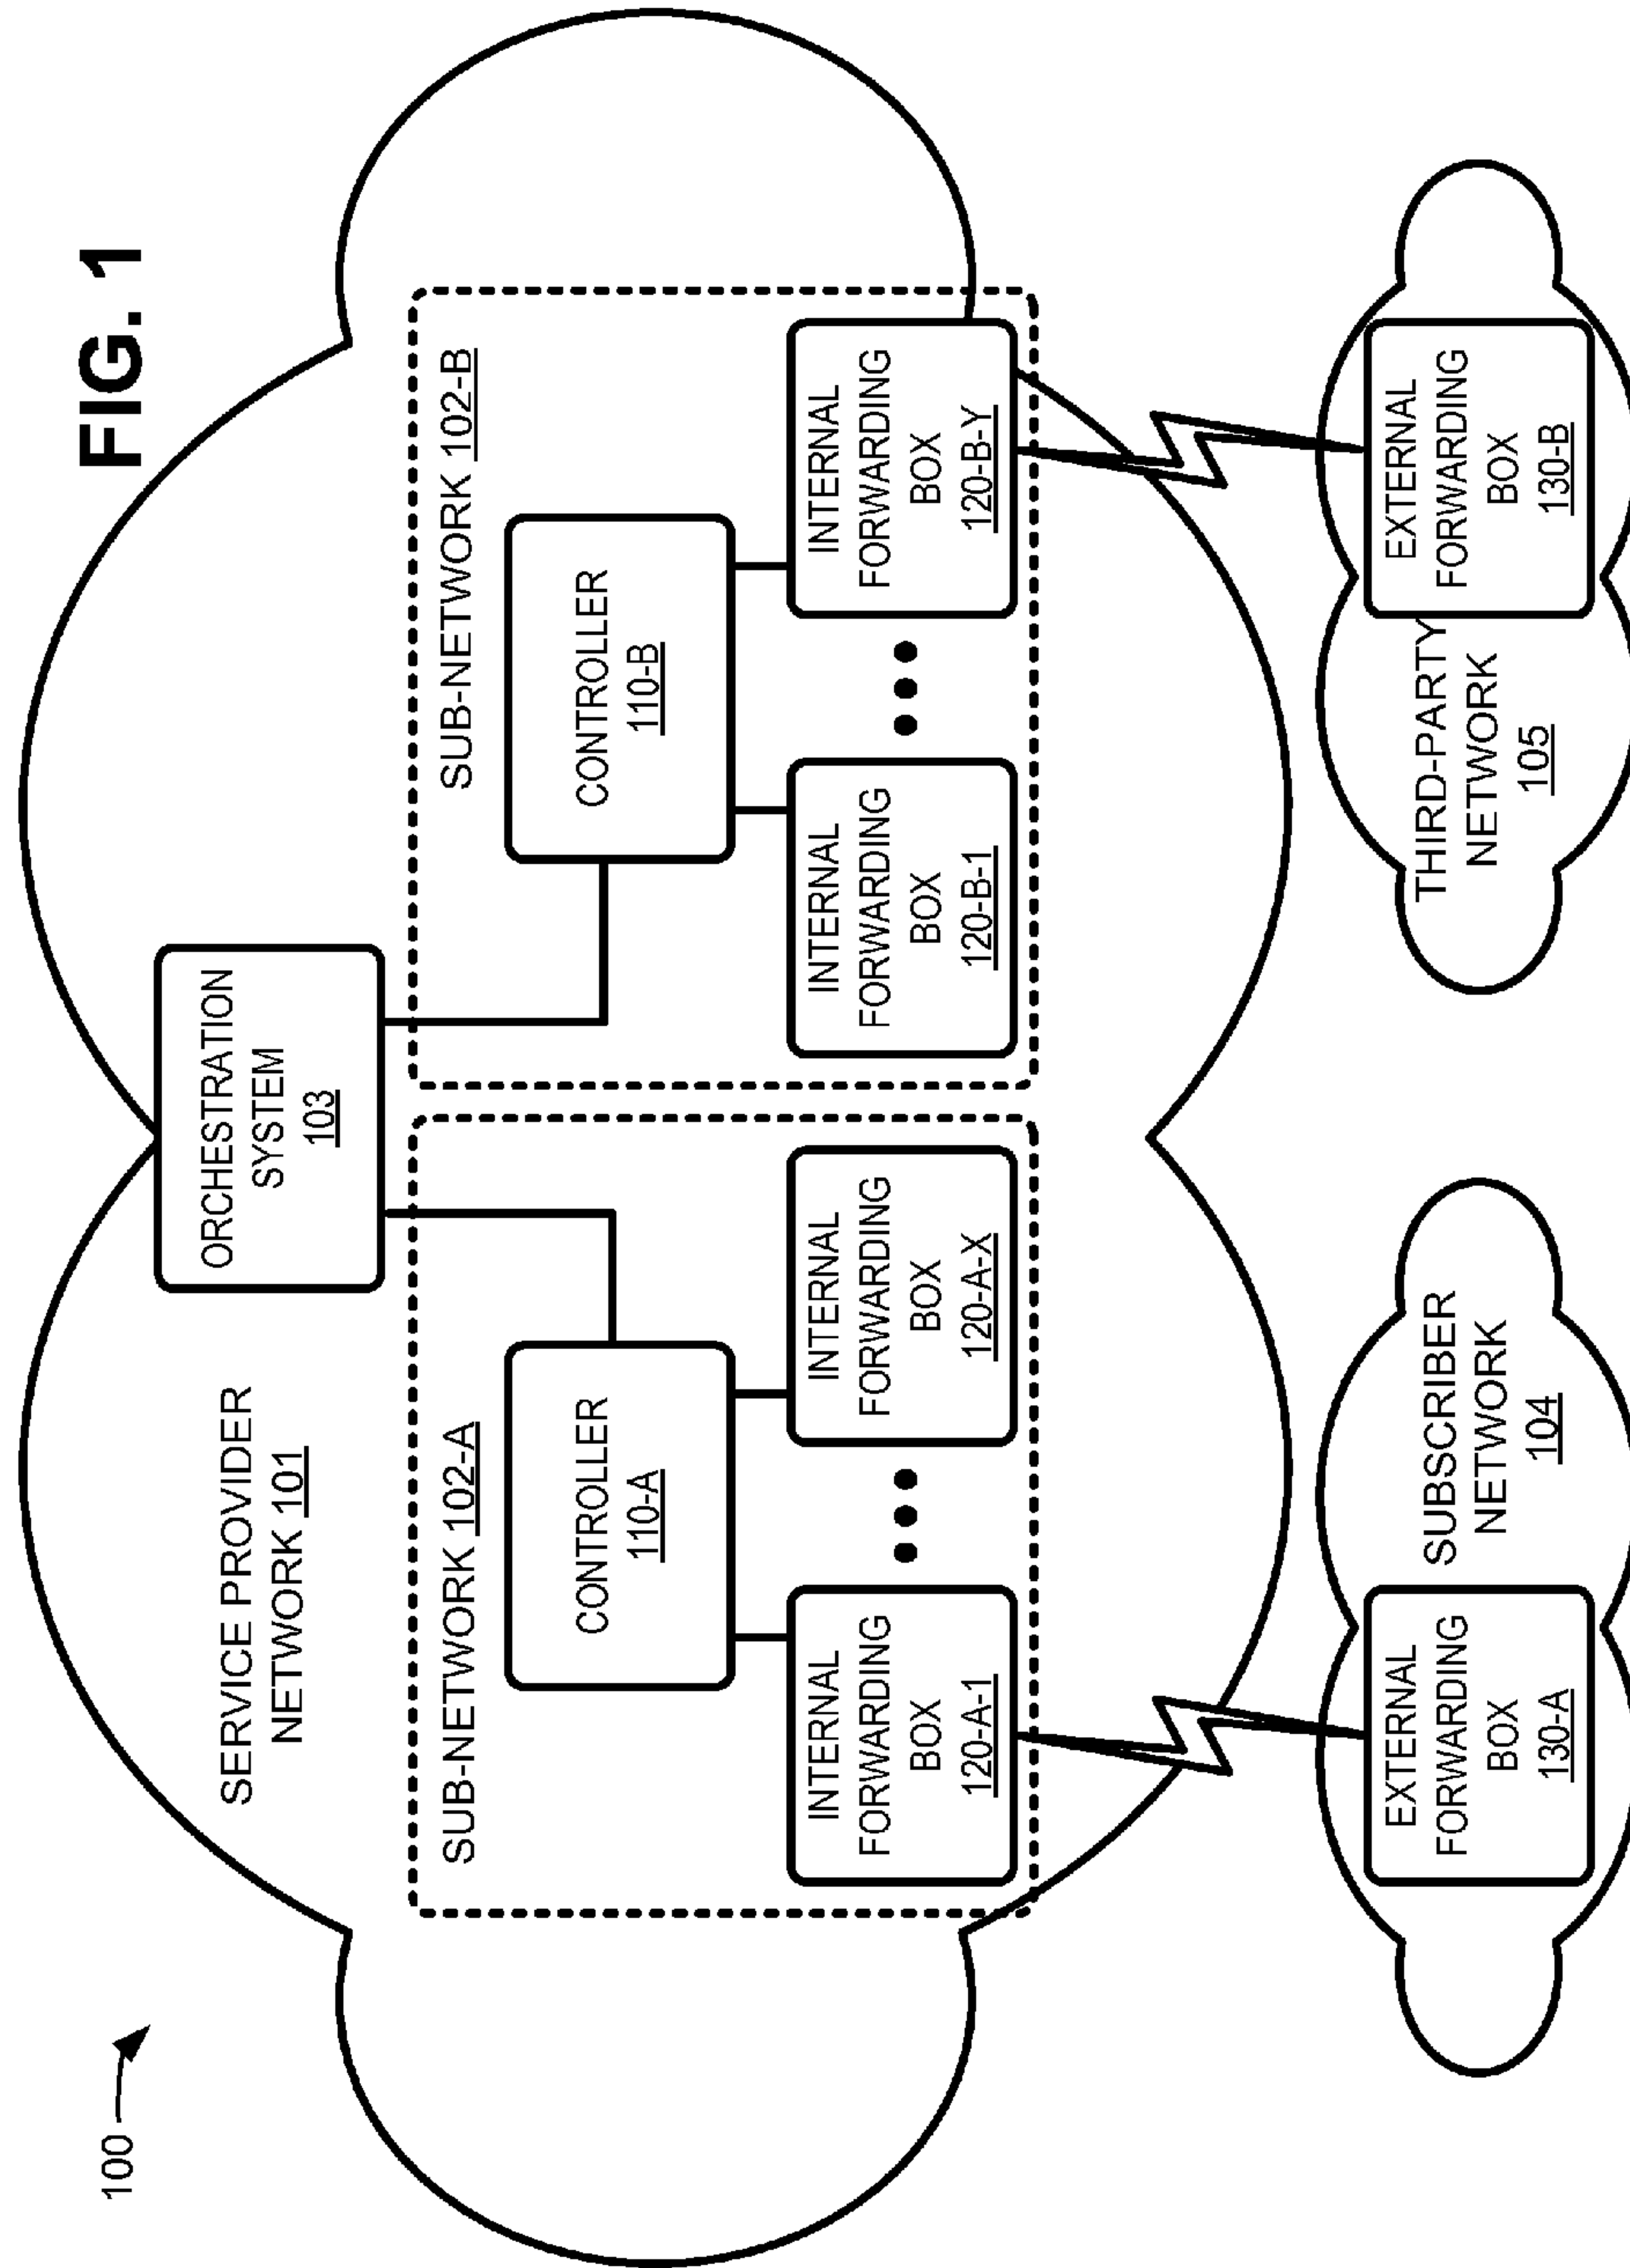 FIG. 1
100
SERVICE PROVIDER
NETWORK 101
ORCHESTRATION
SYSTEM
103
SUB-NETWORK 102-A
CONTROLLER
110-A
INTERNAL
FORWARDING
BOX
120-A-1
INTERNAL
FORWARDING
BOX
120-A-X
SUB-NETWORK 102-B
CONTROLLER
110-B
INTERNAL
FORWARDING
BOX
120-B-1
INTERNAL
FORWARDING
BOX
120-B-Y
EXTERNAL
FORWARDING
BOX
130-A
SUBSCRIBER
NETWORK
104
THIRD-PARTY
NETWORK
105
EXTERNAL
FORWARDING
BOX
130-B